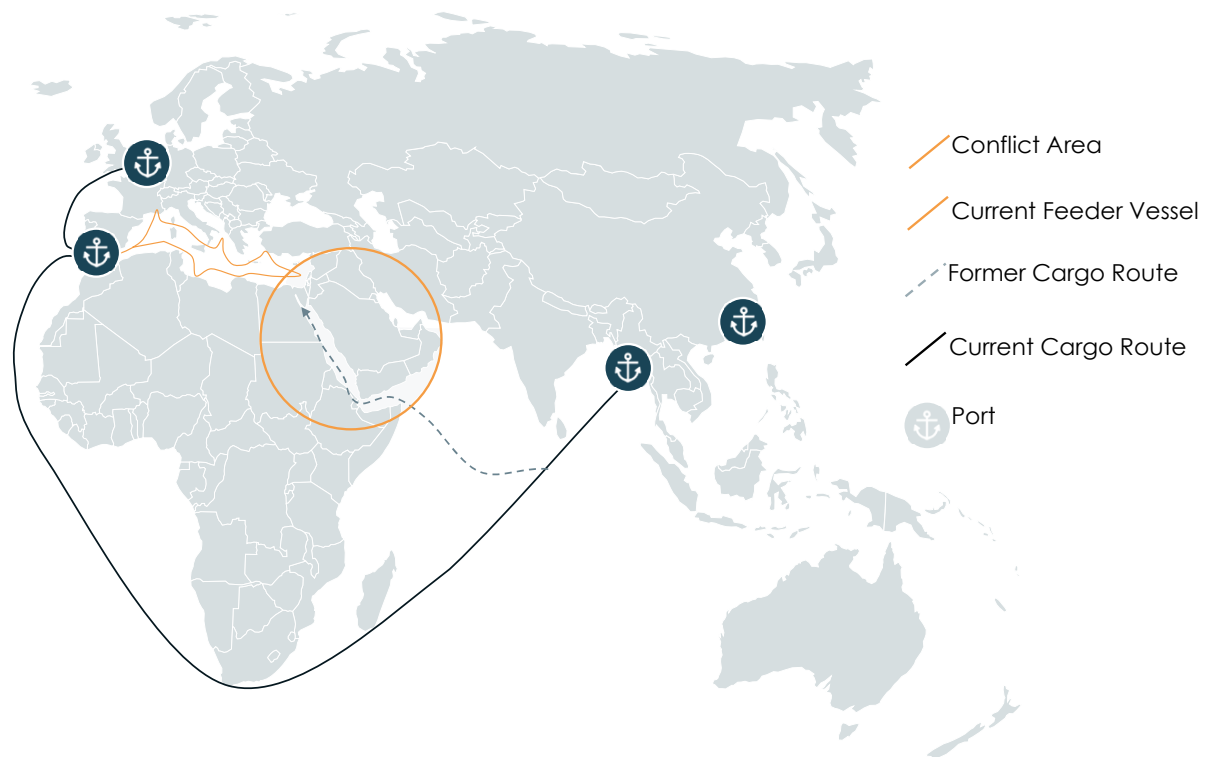 Conflict Area
Current Feeder Vessel
Former Cargo Route
Current Cargo Route
Port